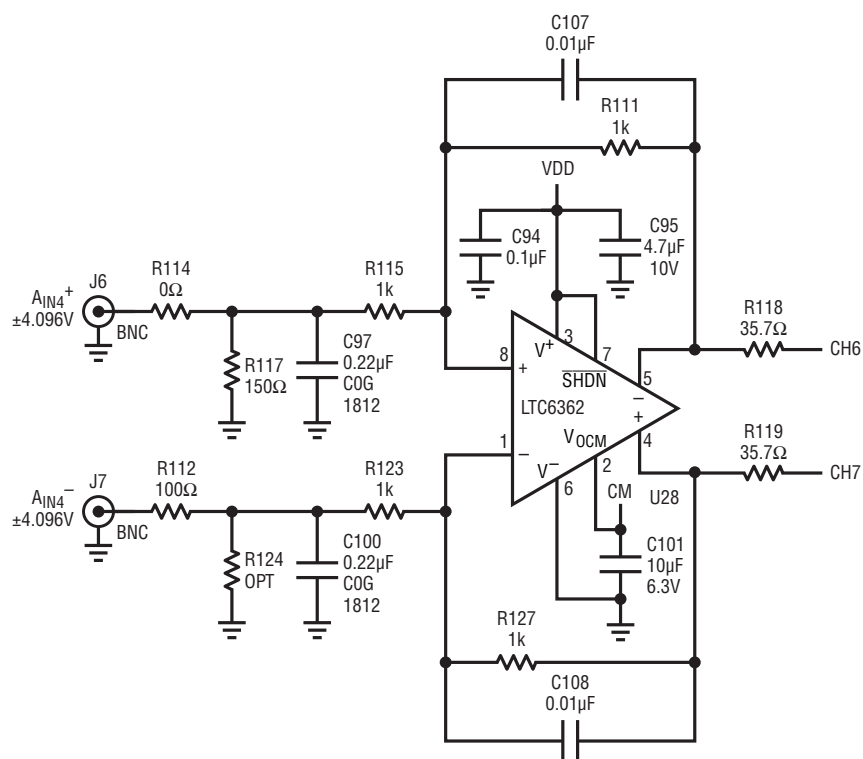 C107
0.01µF
R111
1k
VDD
C94
0.1µF
C95
4.7µF
10V
AIN4+
±4.096V
J6
BNC
R114
0Ω
R115
1k
R117
150Ω
C97
0.22µF
C0G
1812
R118
35.7Ω
CH6
8
+
V+
3
7
SHDN
5
−
+
4
LTC6362
1
−
VOCM
2
V−
6
CM
U28
R119
35.7Ω
CH7
AIN4−
±4.096V
J7
BNC
R112
100Ω
R123
1k
R124
OPT
C100
0.22µF
C0G
1812
C101
10µF
6.3V
R127
1k
C108
0.01µF